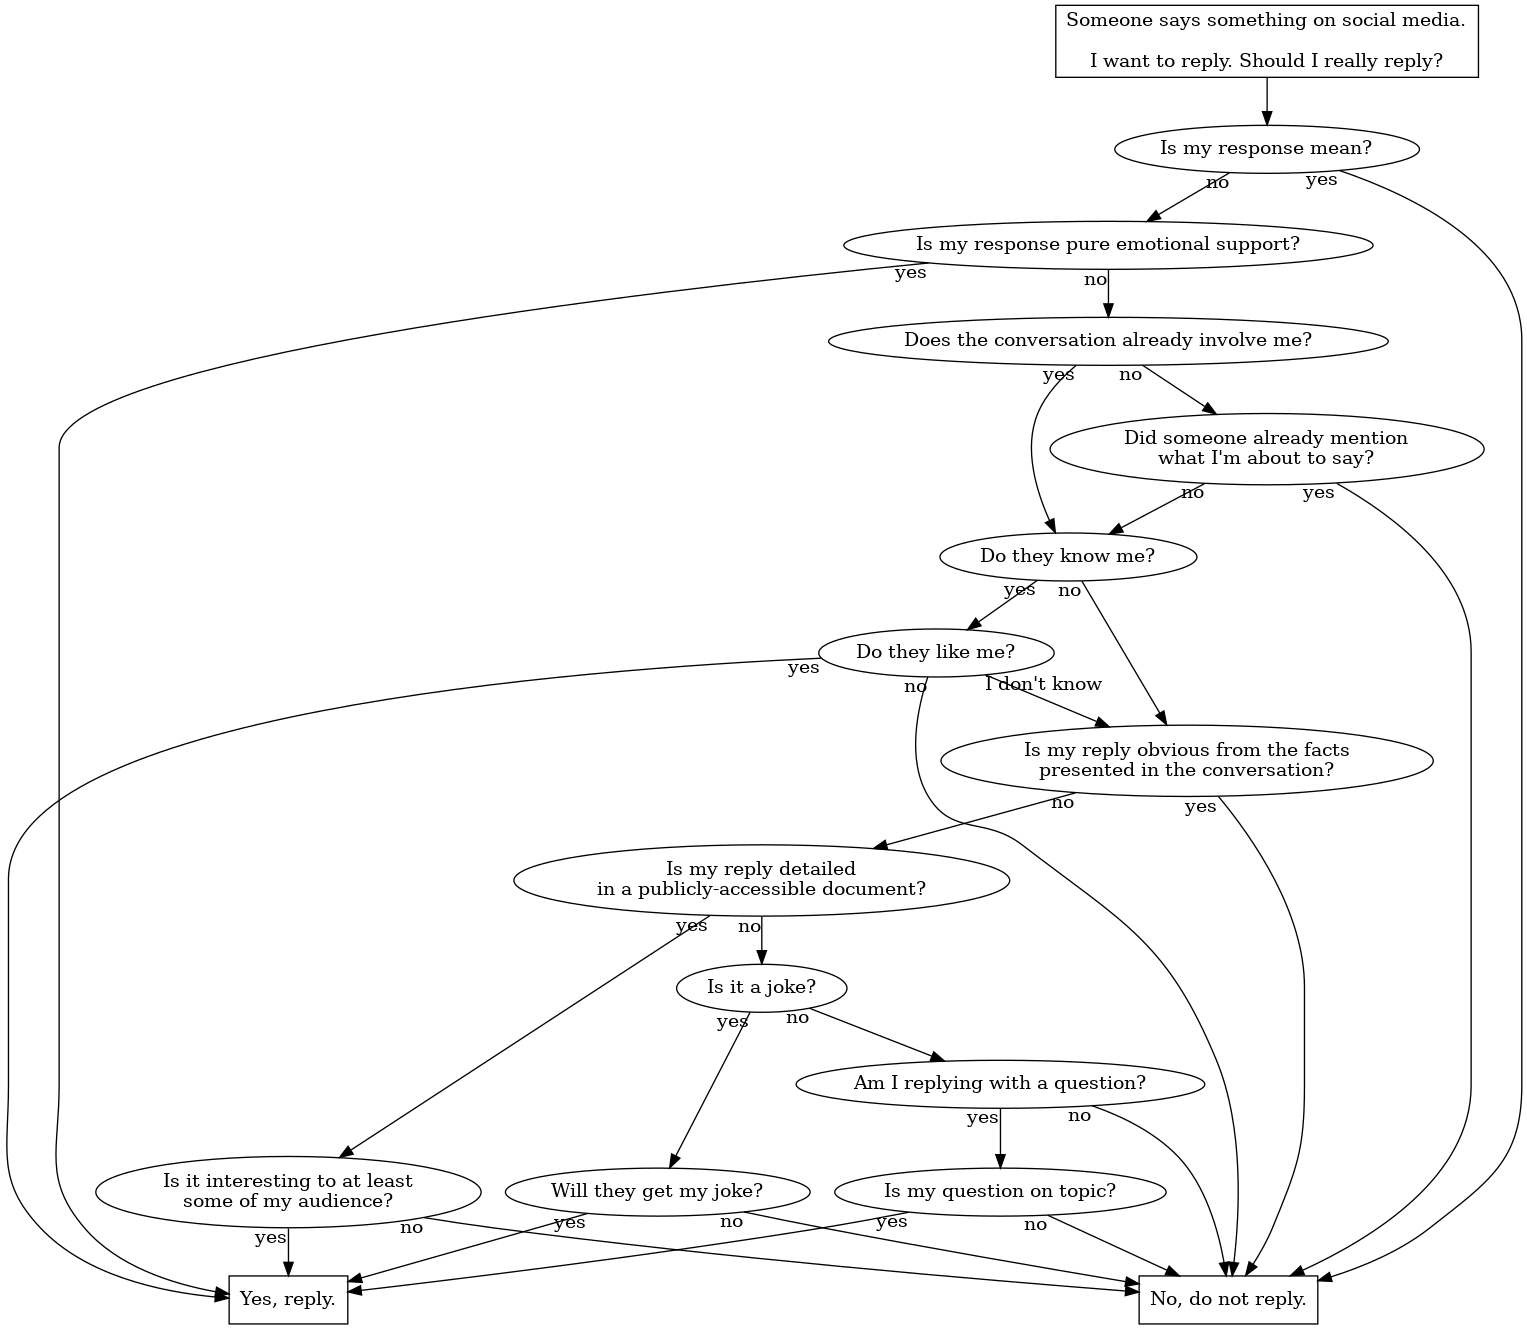 Someone says something on social media.
I want to reply. Should I really reply?
Is my response mean?
no
yes
Is my response pure emotional support?
yes
no
Does the conversation already involve me?
yes
no
Did someone already mention
what I'm about to say?
no
yes
Do they know me?
yes
no
Do they like me?
yes
no
I don't know
Is my reply obvious from the facts
presented in the conversation?
no
yes
Is my reply detailed
in a publicly-accessible document?
yes
no
Is it a joke?
yes
no
Am I replying with a question?
yes
no
Is it interesting to at least
some of my audience?
Will they get my joke?
Is my question on topic?
yes
no
yes
no
yes
no
Yes, reply.
No, do not reply.